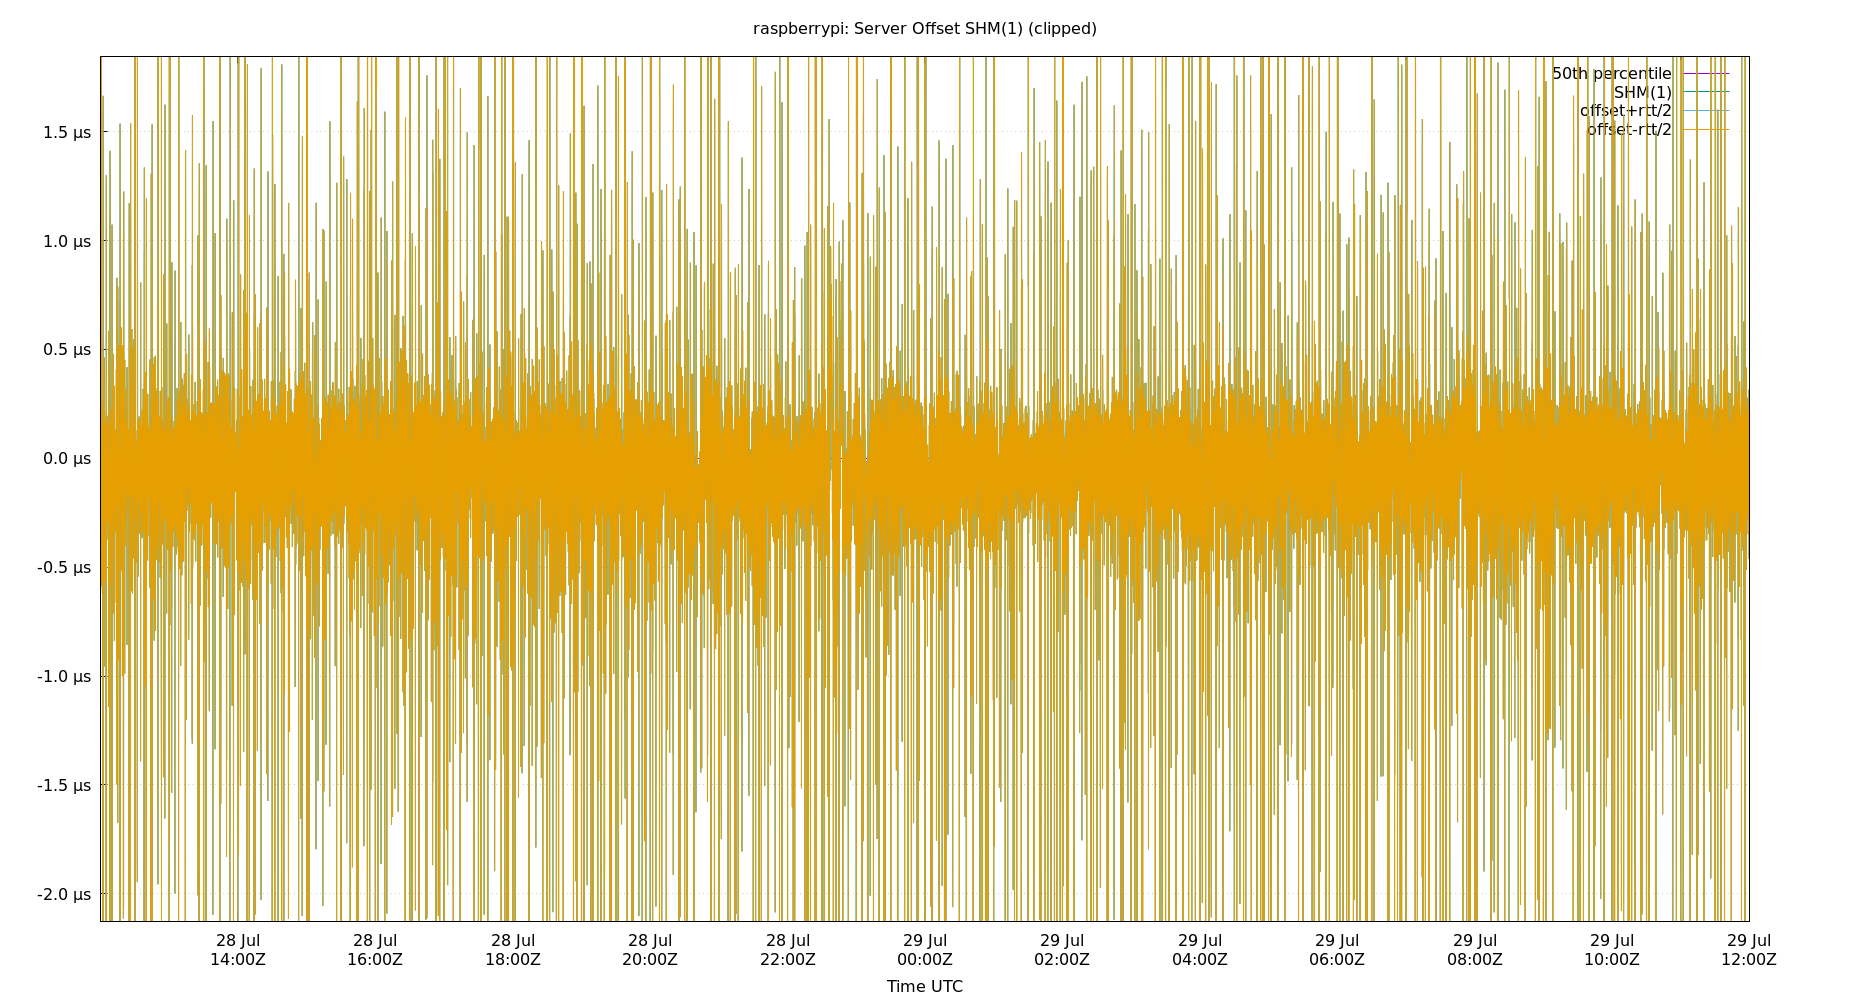 raspberrypi: Server Offset SHM(1) (clipped)
50th percentile
SHM(1)
offset+rtt/2
offset-rtt/2
1.5 µs
1.0 µs
0.5 µs
0.0 µs
-0.5 µs
-1.0 µs
-1.5 µs
-2.0 µs
28 Jul 28 Jul 28 Jul 28 Jul 28 Jul 29 Jul 29 Jul 29 Jul 29 Jul 29 Jul 29 Jul 29 Jul
14:00Z 16:00Z 18:00Z 20:00Z 22:00Z 00:00Z 02:00Z 04:00Z 06:00Z 08:00Z 10:00Z 12:00Z
Time UTC